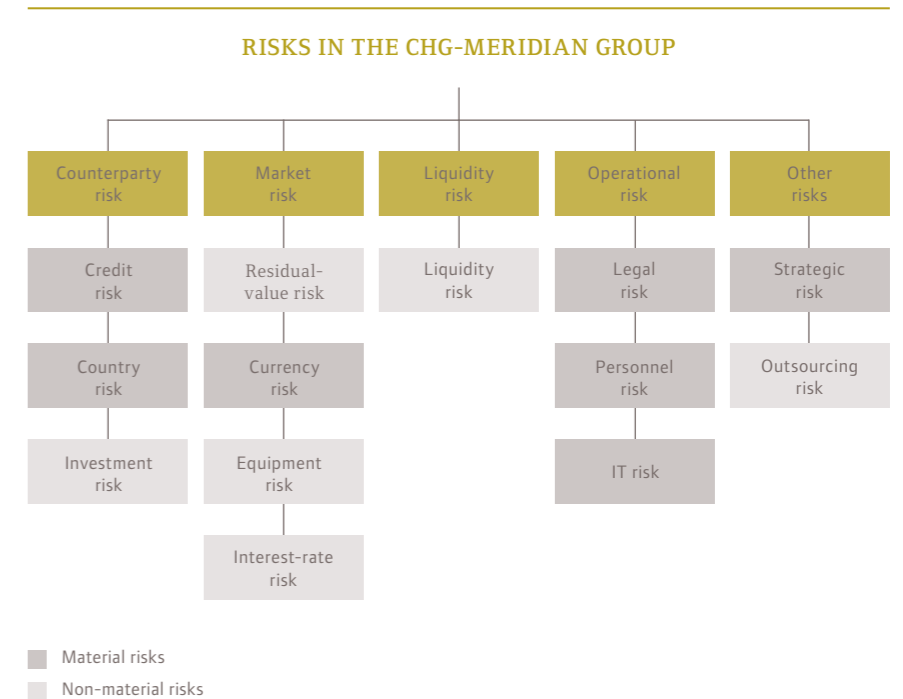 RISKS IN THE CHG-MERIDIAN GROUP
Counterparty
risk
Market
risk
Liquidity
risk
Operational
risk
Other
risks
Credit
risk
Residual-
value risk
Liquidity
risk
Legal
risk
Strategic
risk
Country
risk
Currency
risk
Personnel
risk
Outsourcing
risk
Investment
risk
Equipment
risk
IT risk
Interest-rate
risk
Material risks
Non-material risks